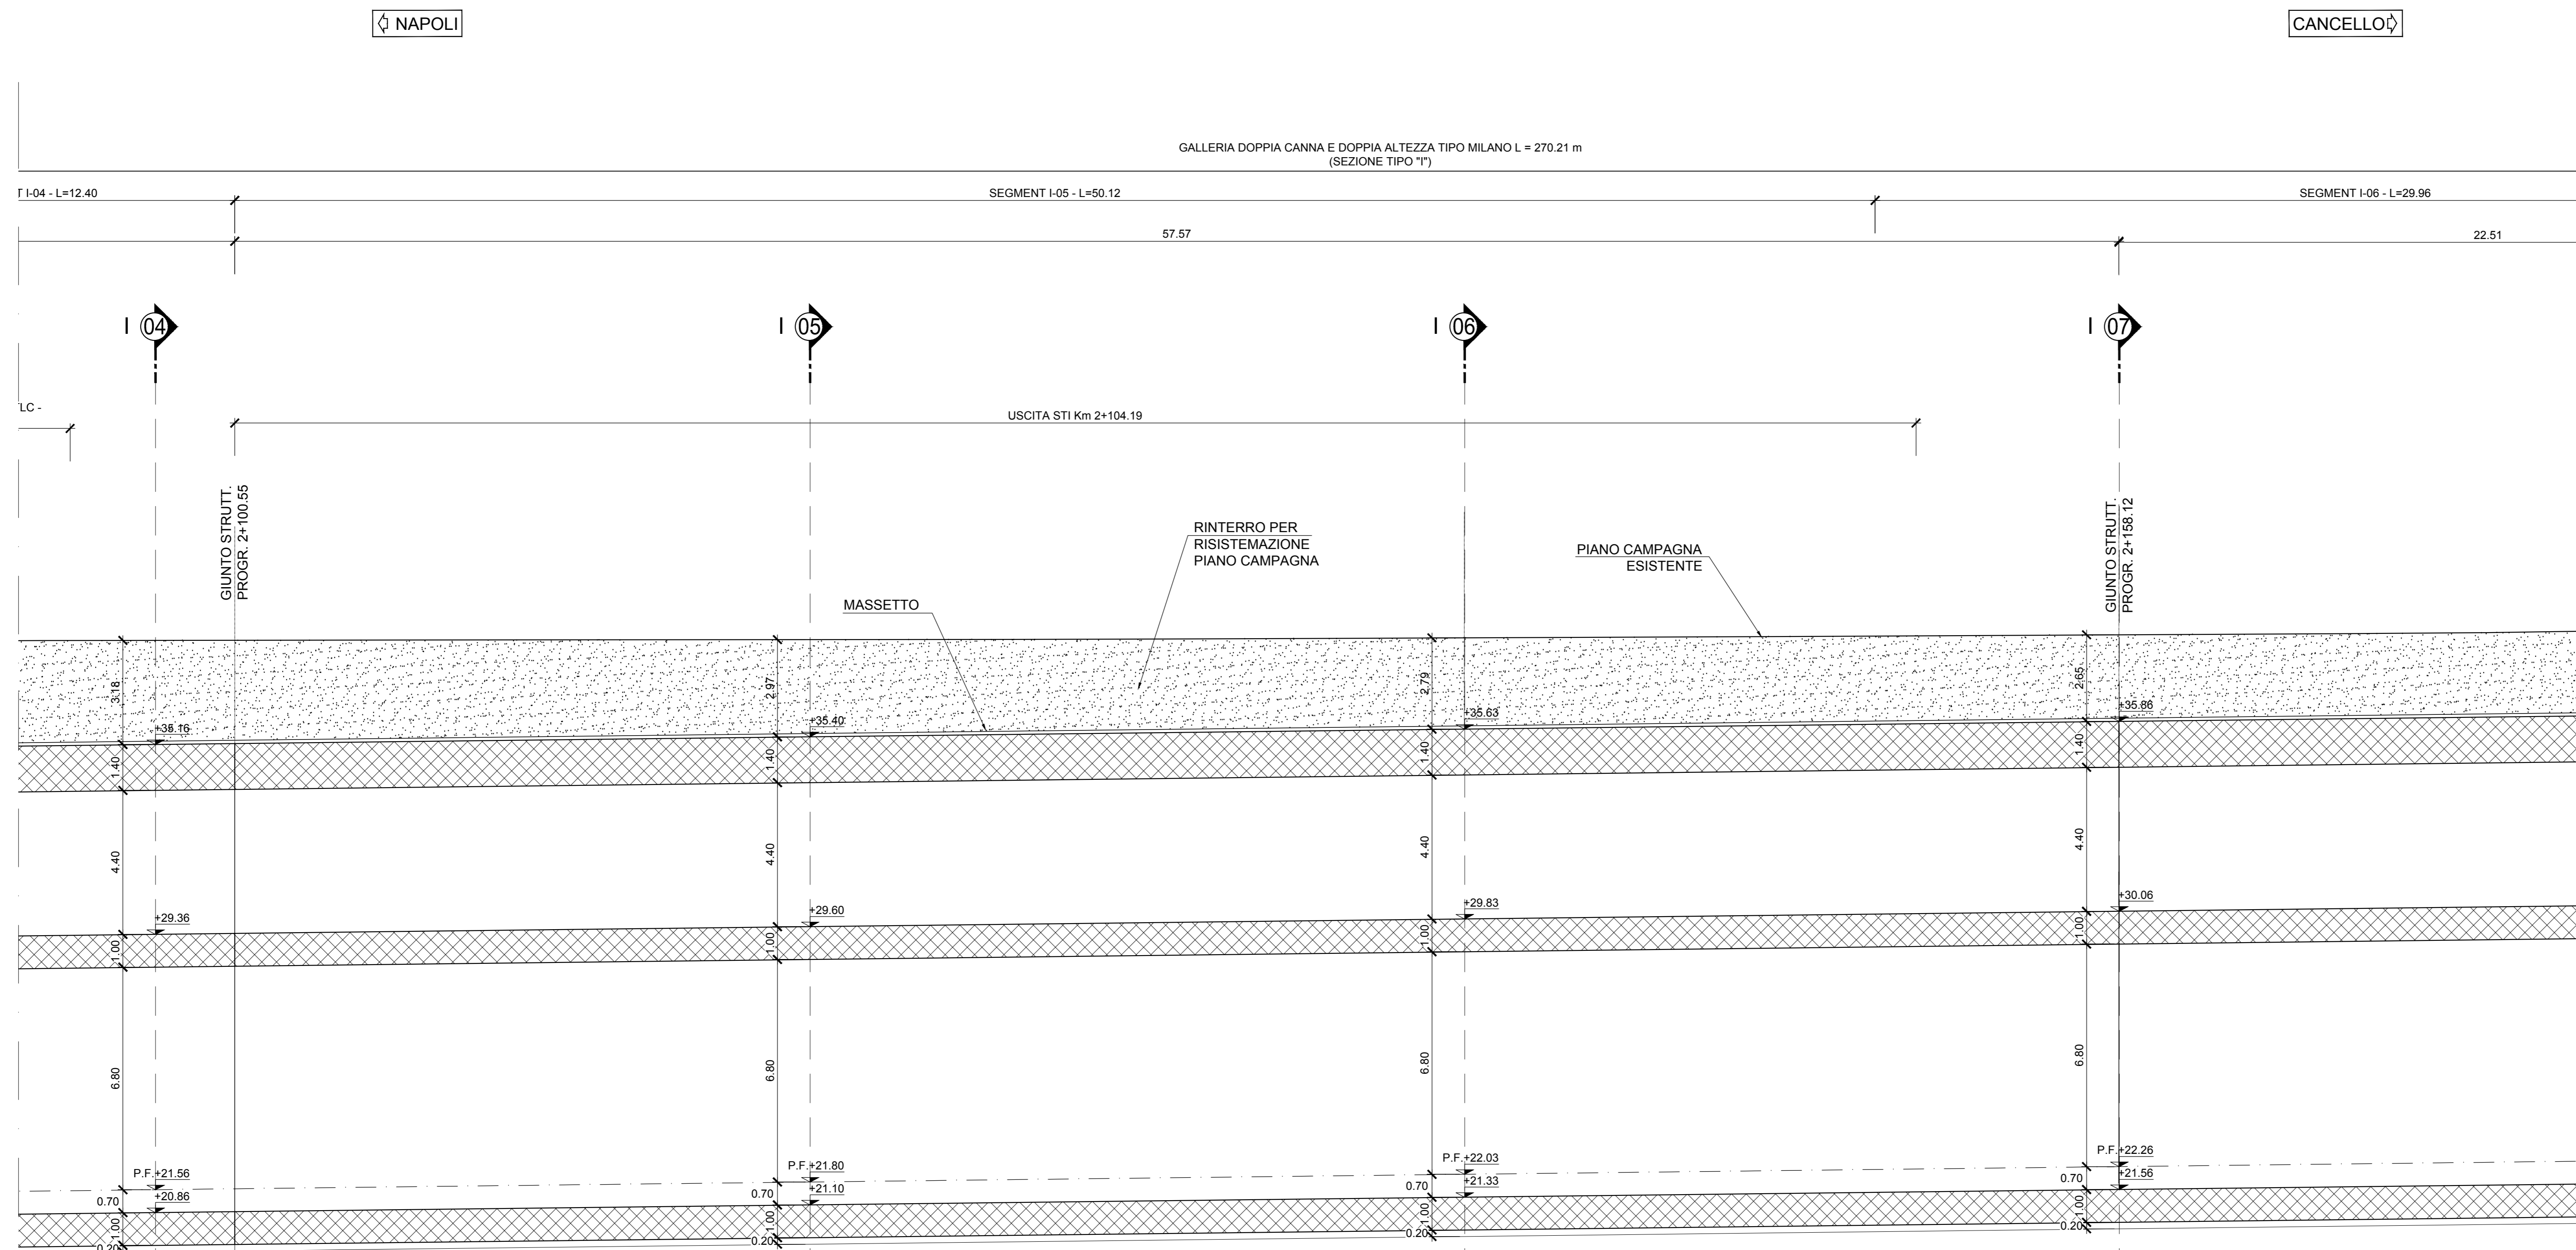 NAPOLI
CANCELLO
GALLERIA DOPPIA CANNA E DOPPIA ALTEZZA TIPO MILANO L = 270.21 m
(SEZIONE TIPO "I")
T I-04 - L=12.40
SEGMENT I-05 - L=50.12
SEGMENT I-06 - L=29.96
57.57
22.51
I 04
I 05
I 06
I 07
TLC -
USCITA STI Km 2+104.19
GIUNTO STRUTT.
PROGR. 2+100.55
GIUNTO STRUTT.
PROGR. 2+158.12
RINTERRO PER
RISISTEMAZIONE
PIANO CAMPAGNA
PIANO CAMPAGNA
ESISTENTE
MASSETTO
3.18
2.97
2.79
2.65
+35.16
+35.40
+35.63
+35.86
1.40
1.40
1.40
1.40
4.40
4.40
4.40
4.40
+29.36
+29.60
+29.83
+30.06
1.00
1.00
1.00
1.00
6.80
6.80
6.80
6.80
P.F.+21.56
P.F.+21.80
P.F.+22.03
P.F.+22.26
0.70
0.70
0.70
0.70
+20.86
+21.10
+21.33
+21.56
1.00
1.00
1.00
1.00
0.20
0.20
0.20
0.20